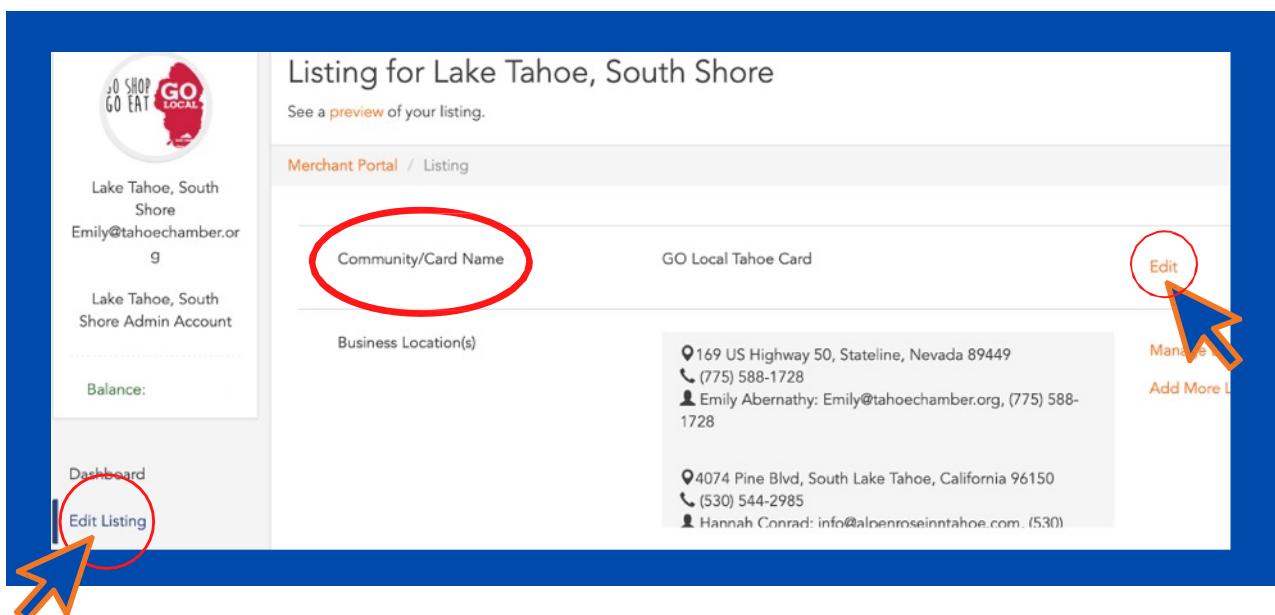 GO SHOP
GO EAT
GO
LOCAL
Lake Tahoe, South
Shore
Emily@tahoechamber.or
g
Lake Tahoe, South
Shore Admin Account
Balance:
Dashboard
Edit Listing
Listing for Lake Tahoe, South Shore
See a preview of your listing.
Merchant Portal / Listing
Community/Card Name
GO Local Tahoe Card
Edit
Business Location(s)
169 US Highway 50, Stateline, Nevada 89449
(775) 588-1728
Emily Abernathy: Emily@tahoechamber.org, (775) 588-
1728
4074 Pine Blvd, South Lake Tahoe, California 96150
(530) 544-2985
Hannah Conrad: info@alpenroseinntahoe.com, (530)
Manage
Add More L